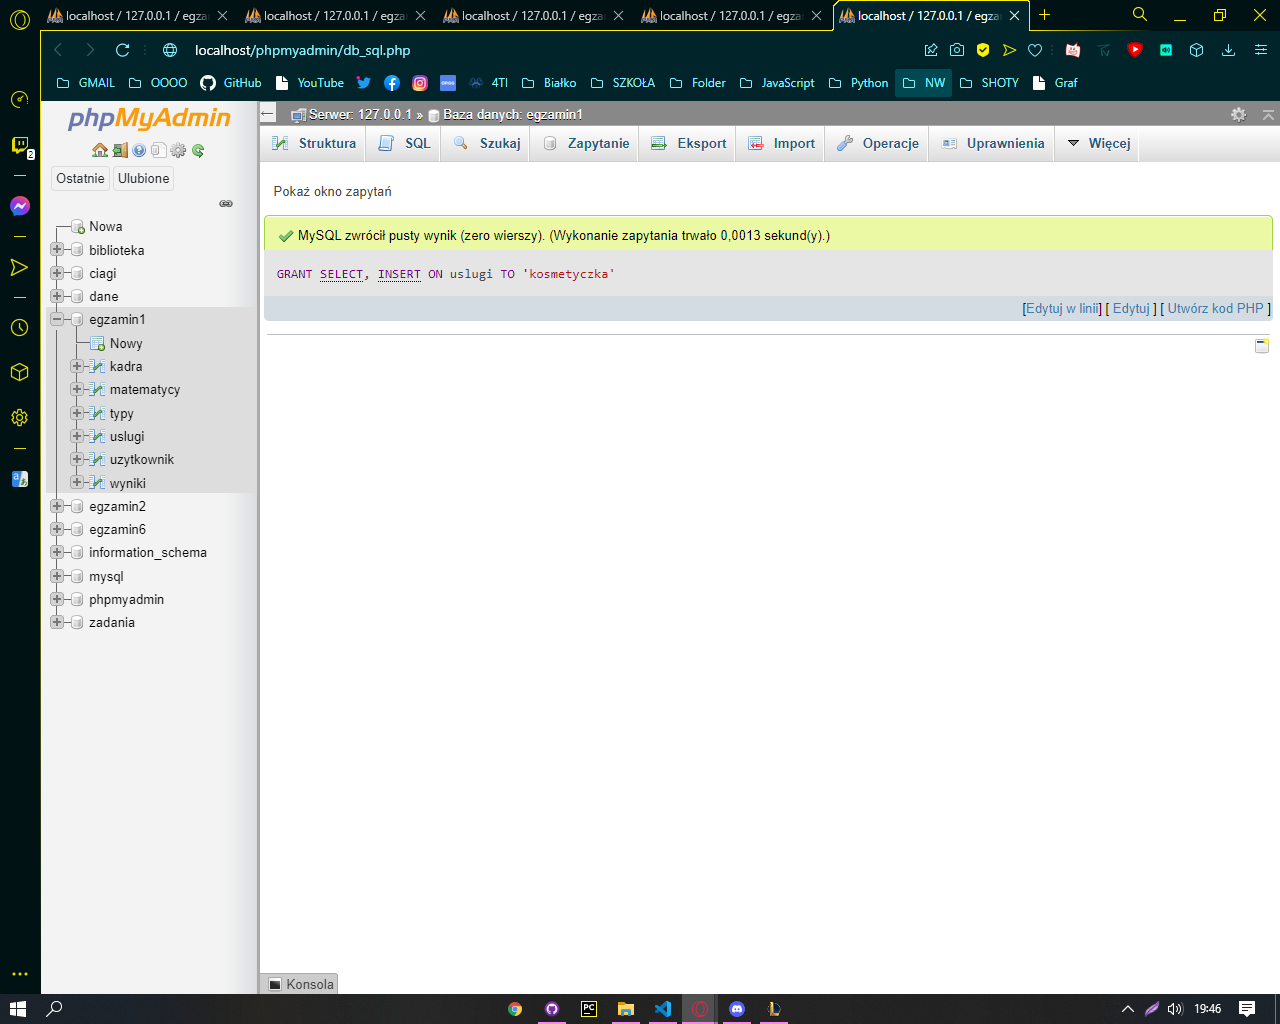 localhost / 127.0.0.1 / egza
localhost / 127.0.0.1 / egza
localhost / 127.0.0.1 / egza
localhost / 127.0.0.1 / egza
localhost / 127.0.0.1 / egza
localhost/phpmyadmin/db_sql.php
GMAIL
OOOO
GitHub
YouTube
4TI
Białko
SZKOŁA
Folder
JavaScript
Python
NW
SHOTY
Graf
2
phpMyAdmin
Ostatnie
Ulubione
Nowa
biblioteka
ciagi
dane
egzamin1
Nowy
kadra
matematycy
typy
uslugi
uzytkownik
wyniki
egzamin2
egzamin6
information_schema
mysql
phpmyadmin
zadania
Serwer: 127.0.0.1 » Baza danych: egzamin1
Struktura
SQL
Szukaj
Zapytanie
Eksport
Import
Operacje
Uprawnienia
Więcej
Pokaż okno zapytań
MySQL zwrócił pusty wynik (zero wierszy). (Wykonanie zapytania trwało 0,0013 sekund(y).)
GRANT SELECT, INSERT ON uslugi TO 'kosmetyczka'
[Edytuj w linii] [ Edytuj ] [ Utwórz kod PHP ]
Konsola
PC
19:46